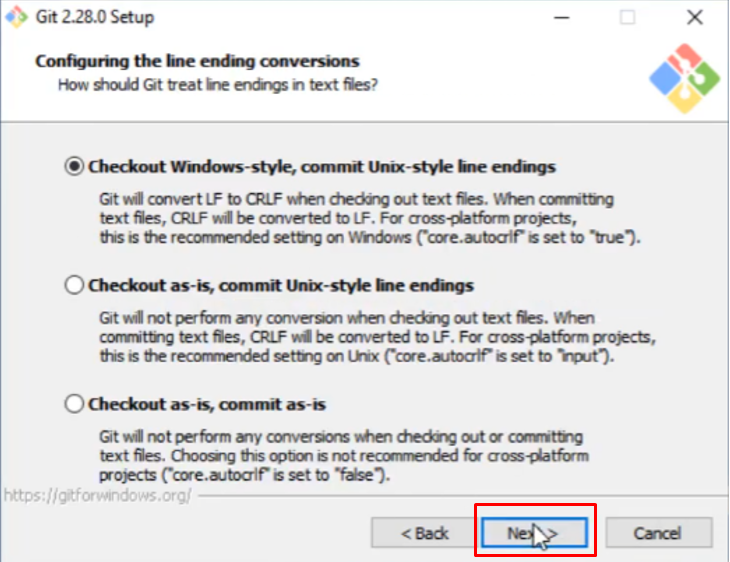 Git 2.28.0 Setup
Configuring the line ending conversions
How should Git treat line endings in text files?
Checkout Windows-style, commit Unix-style line endings
Git will convert LF to CRLF when checking out text files. When committing
text files, CRLF will be converted to LF. For cross-platform projects,
this is the recommended setting on Windows ("core.autocrlf" is set to "true").
Checkout as-is, commit Unix-style line endings
Git will not perform any conversion when checking out text files. When
committing text files, CRLF will be converted to LF. For cross-platform projects,
this is the recommended setting on Unix ("core.autocrlf" is set to "input").
Checkout as-is, commit as-is
Git will not perform any conversions when checking out or committing
text files. Choosing this option is not recommended for cross-platform
projects ("core.autocrlf" is set to "false").
https://gitforwindows.org/
< Back Next > Cancel